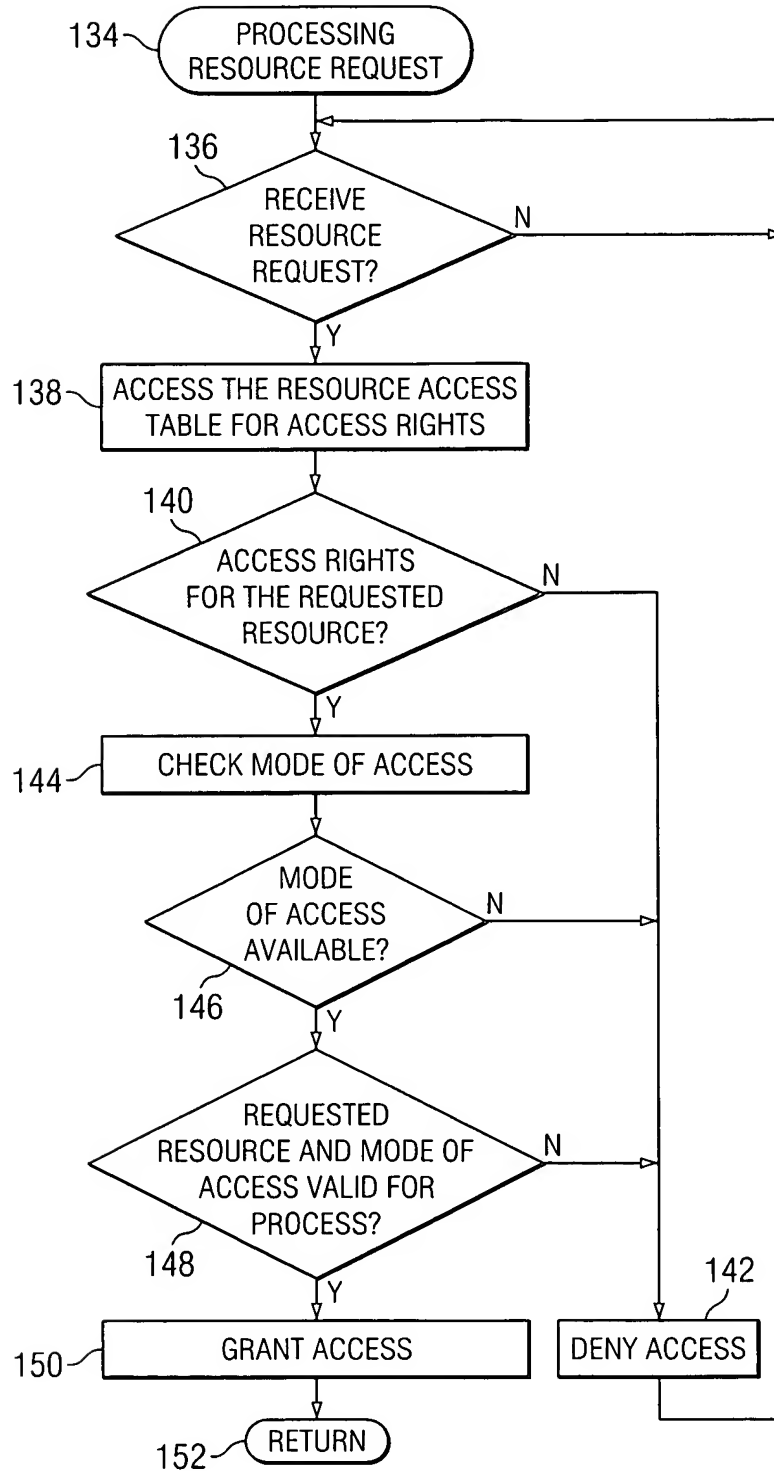 134
PROCESSING
RESOURCE REQUEST
136
RECEIVE
RESOURCE
REQUEST?
N
Y
138
ACCESS THE RESOURCE ACCESS
TABLE FOR ACCESS RIGHTS
140
ACCESS RIGHTS
FOR THE REQUESTED
RESOURCE?
N
Y
144
CHECK MODE OF ACCESS
MODE
OF ACCESS
AVAILABLE?
N
146
Y
REQUESTED
RESOURCE AND MODE OF
ACCESS VALID FOR
PROCESS?
N
148
Y
142
150
GRANT ACCESS
DENY ACCESS
152
RETURN